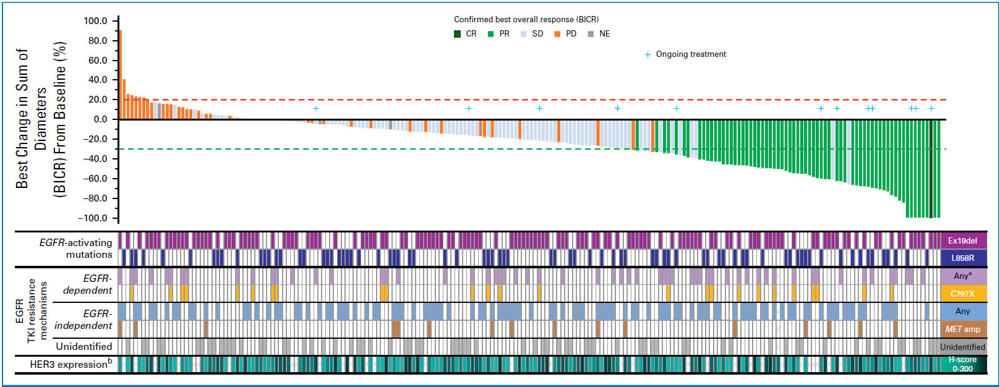 Confirmed best overall response (BICR)
CR PR SD PD NE
+ Ongoing treatment
Best Change in Sum of
Diameters
(BICR) From Baseline (%)
100.0
80.0
60.0
40.0
20.0
0.0
−20.0
−40.0
−60.0
−80.0
−100.0
EGFR-activating
mutations
Ex19del
L858R
EGFR
TKI resistance
mechanisms
EGFR-
dependent
Anyᵃ
C797X
EGFR-
independent
Any
MET amp
Unidentified
Unidentified
HER3 expressionᵇ
H-score
0-300